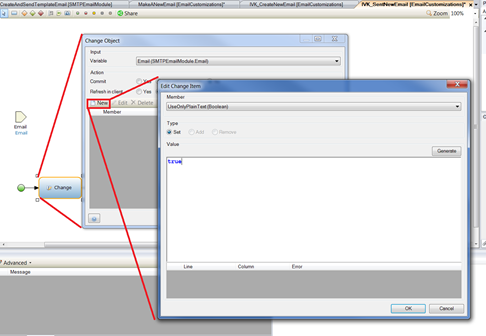 CreateAndSendTemplateEmail [SMTPEmailModule]
MakeANewEmail [EmailCustomizations]*
IVK_CreateNewEmail [EmailCustomizations]
IVK_SentNewEmail [EmailCustomizations]*
Share
Zoom 100%
Change Object
Input
Variable
Email (SMTPEmailModule.Email)
Action
Commit
Yes
Refresh in client
Yes
New
Edit
Delete
Member
Email
Email
Change
Edit Change Item
Member
UseOnlyPlainText (Boolean)
Type
Set
Add
Remove
Value
Generate
true
Line
Column
Error
OK
Cancel
Advanced
Message